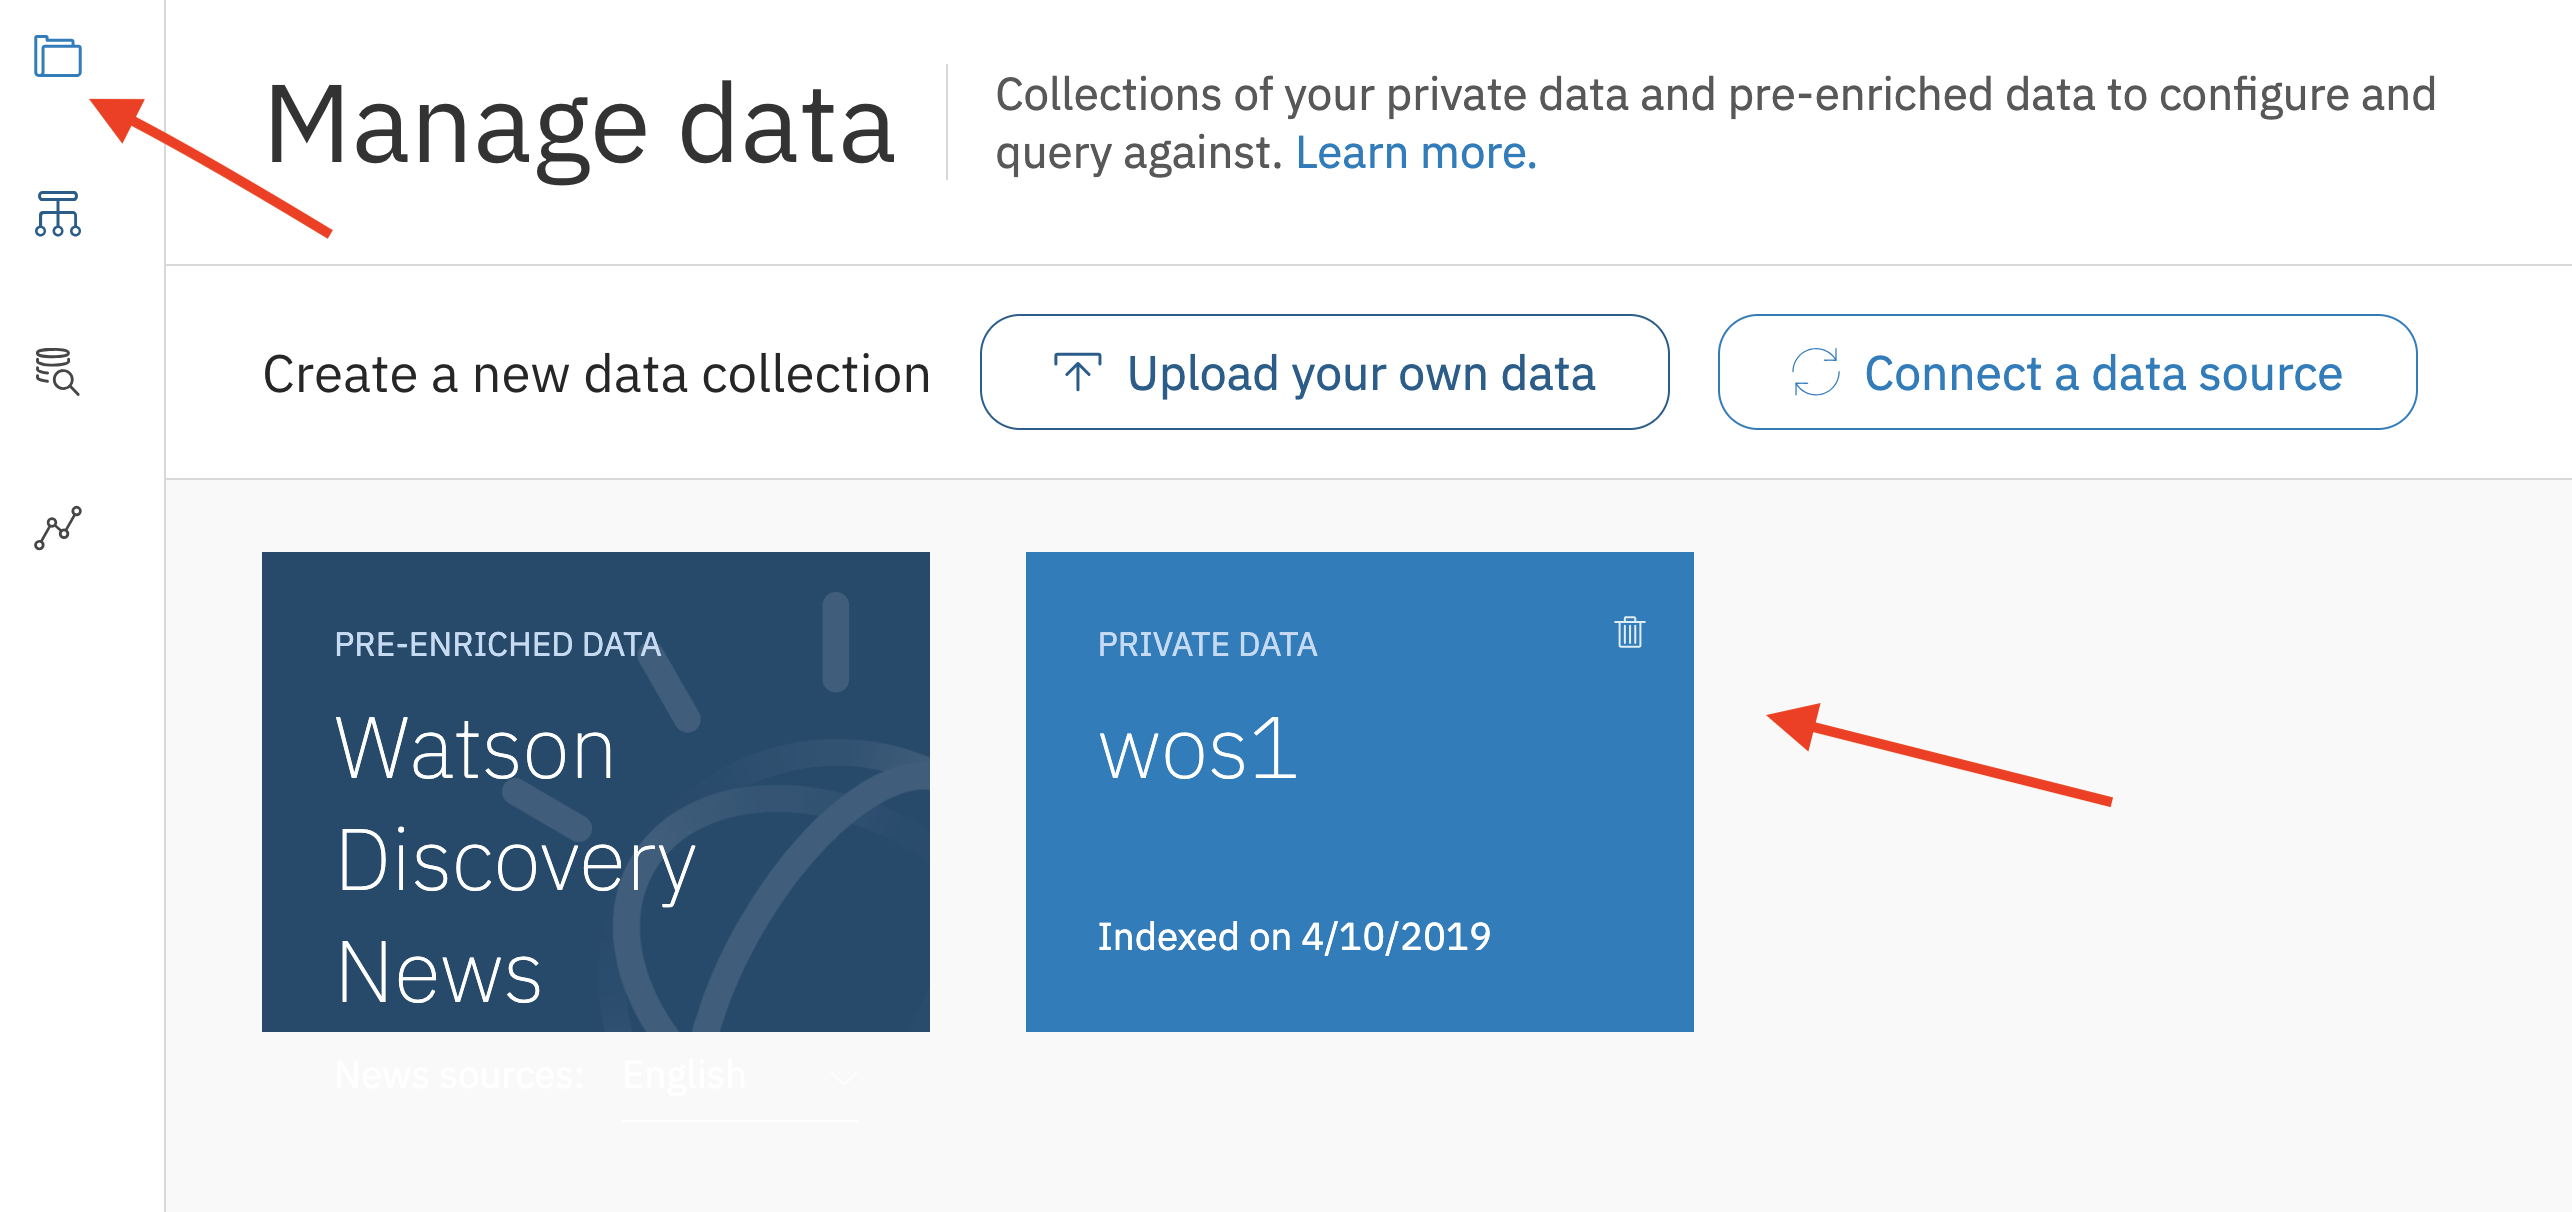 Manage data
Collections of your private data and pre-enriched data to configure and
query against. Learn more.
Create a new data collection
Upload your own data
Connect a data source
PRE-ENRICHED DATA
Watson
Discovery
News
News sources: English
PRIVATE DATA
wos1
Indexed on 4/10/2019